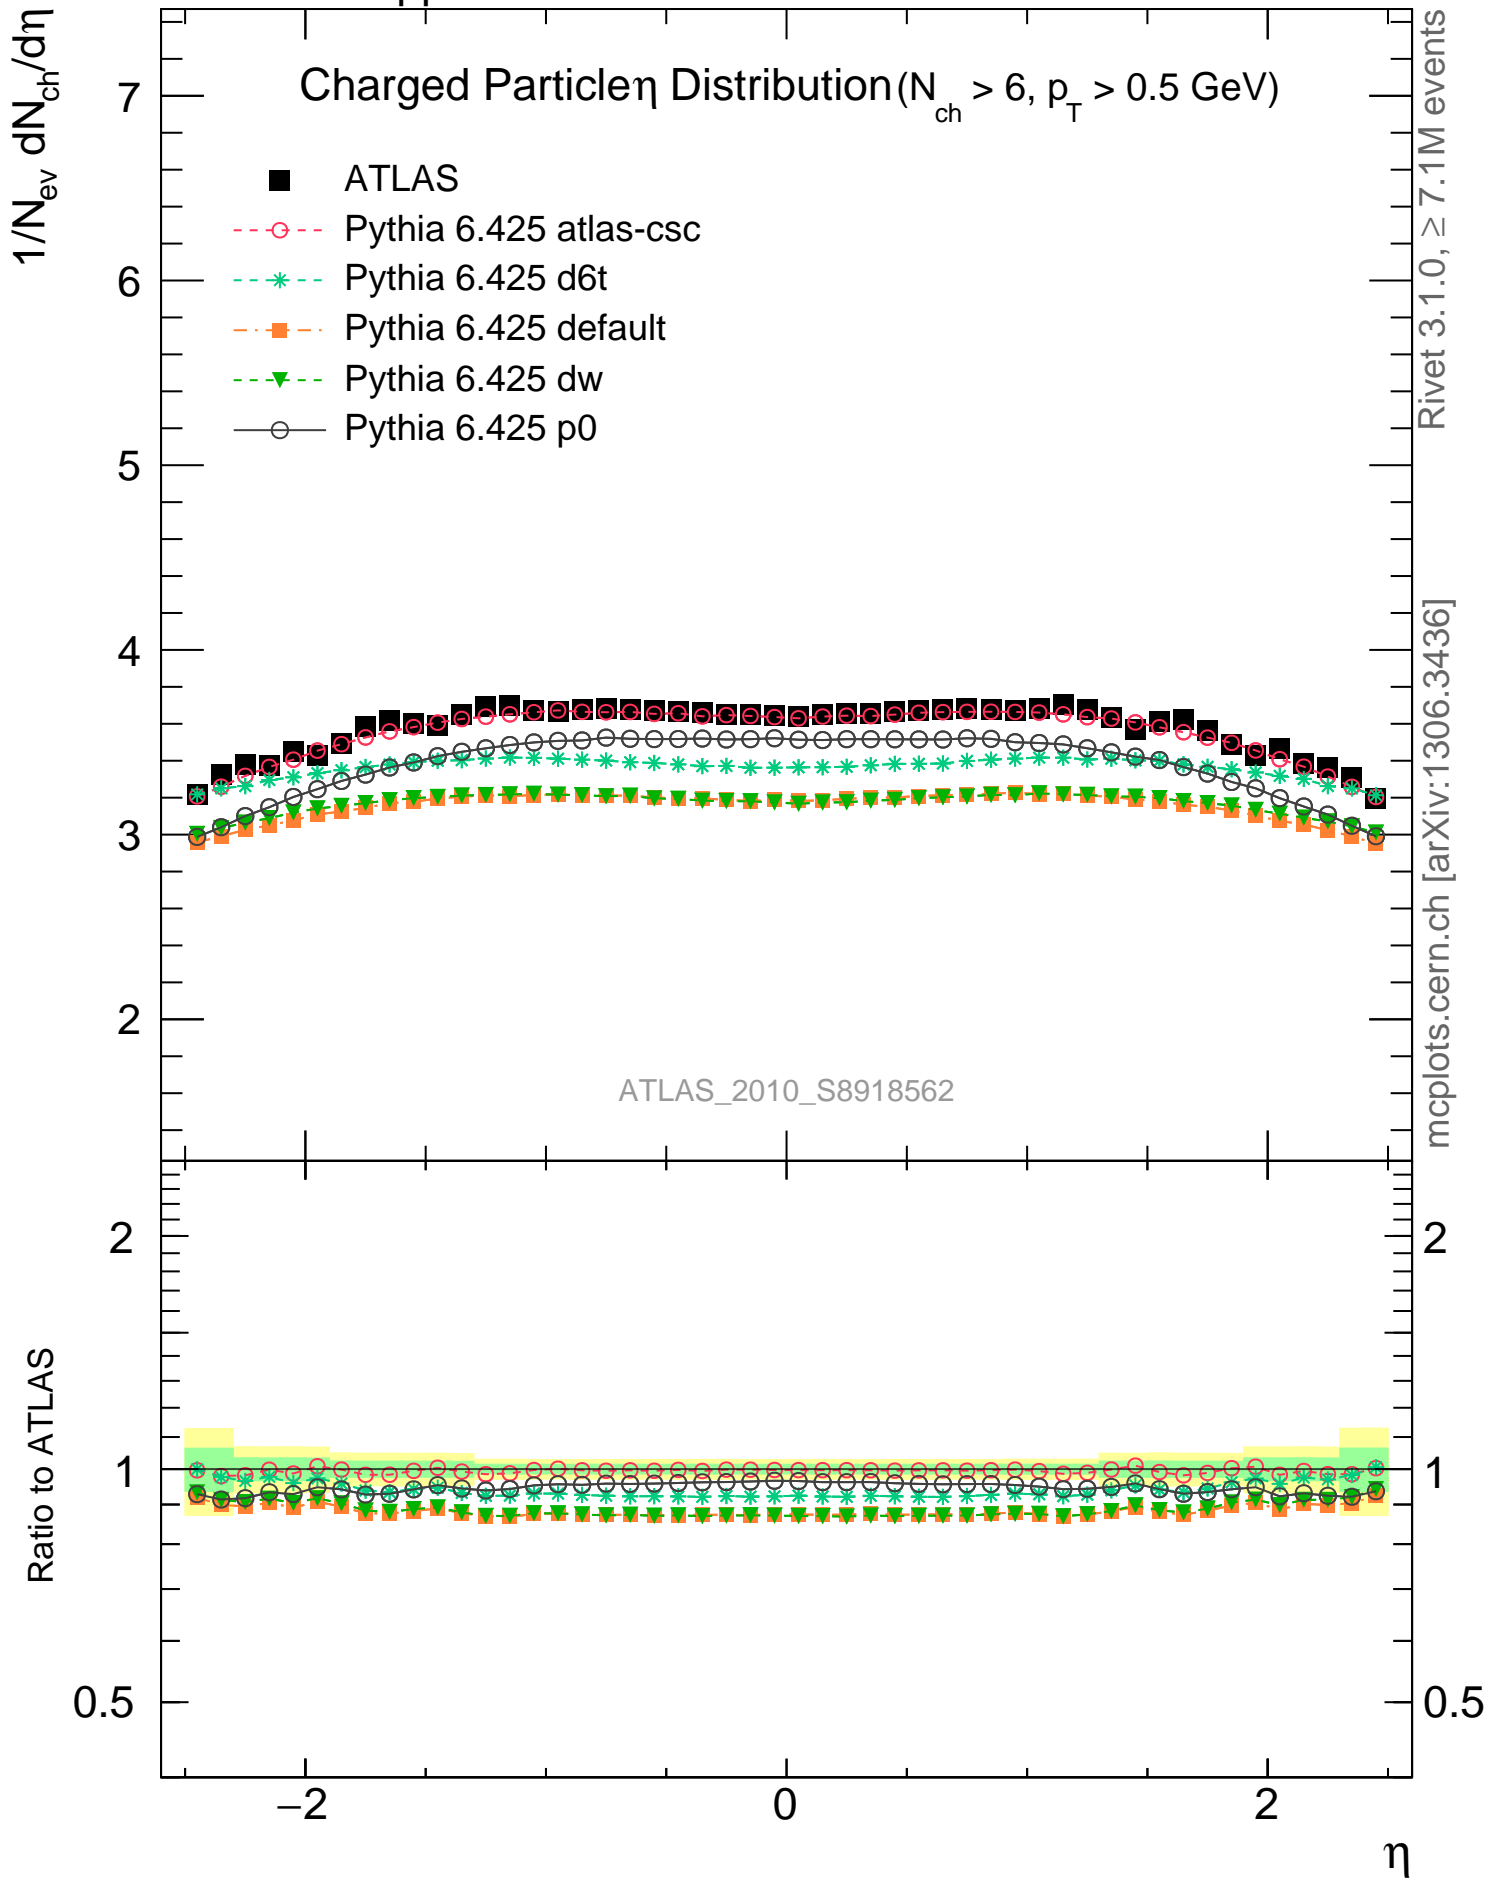 pp
1/N_ev dN_ch/dη
Charged Particleη Distribution (N_ch > 6, p_T > 0.5 GeV)
ATLAS
Pythia 6.425 atlas-csc
Pythia 6.425 d6t
Pythia 6.425 default
Pythia 6.425 dw
Pythia 6.425 p0
7
6
5
4
3
2
ATLAS_2010_S8918562
Rivet 3.1.0, ≥ 7.1M events
mcplots.cern.ch [arXiv:1306.3436]
Ratio to ATLAS
2
1
0.5
2
1
0.5
−2
0
2
η